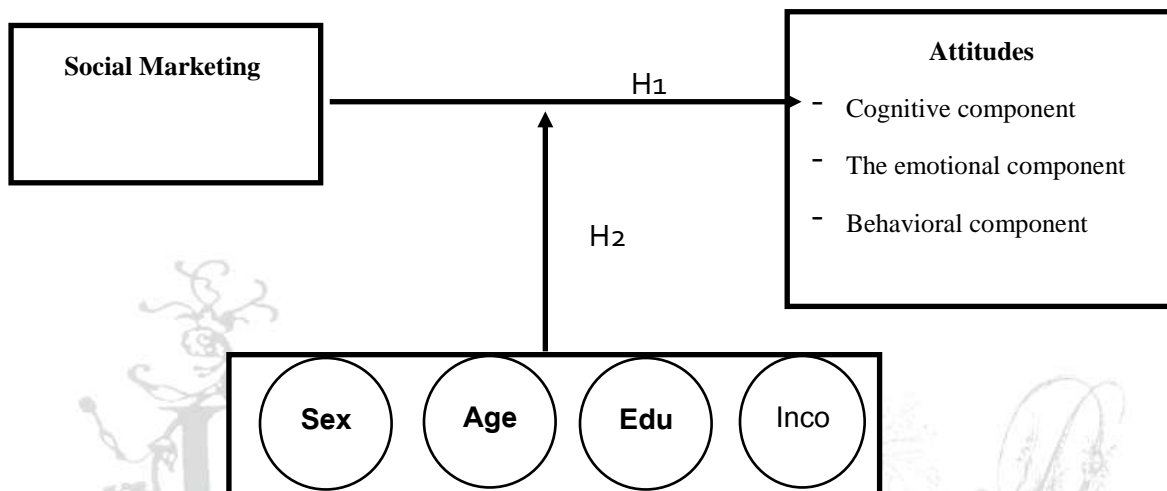 Social Marketing
H1
Attitudes
- Cognitive component
- The emotional component
- Behavioral component
H2
Sex
Age
Edu
Inco